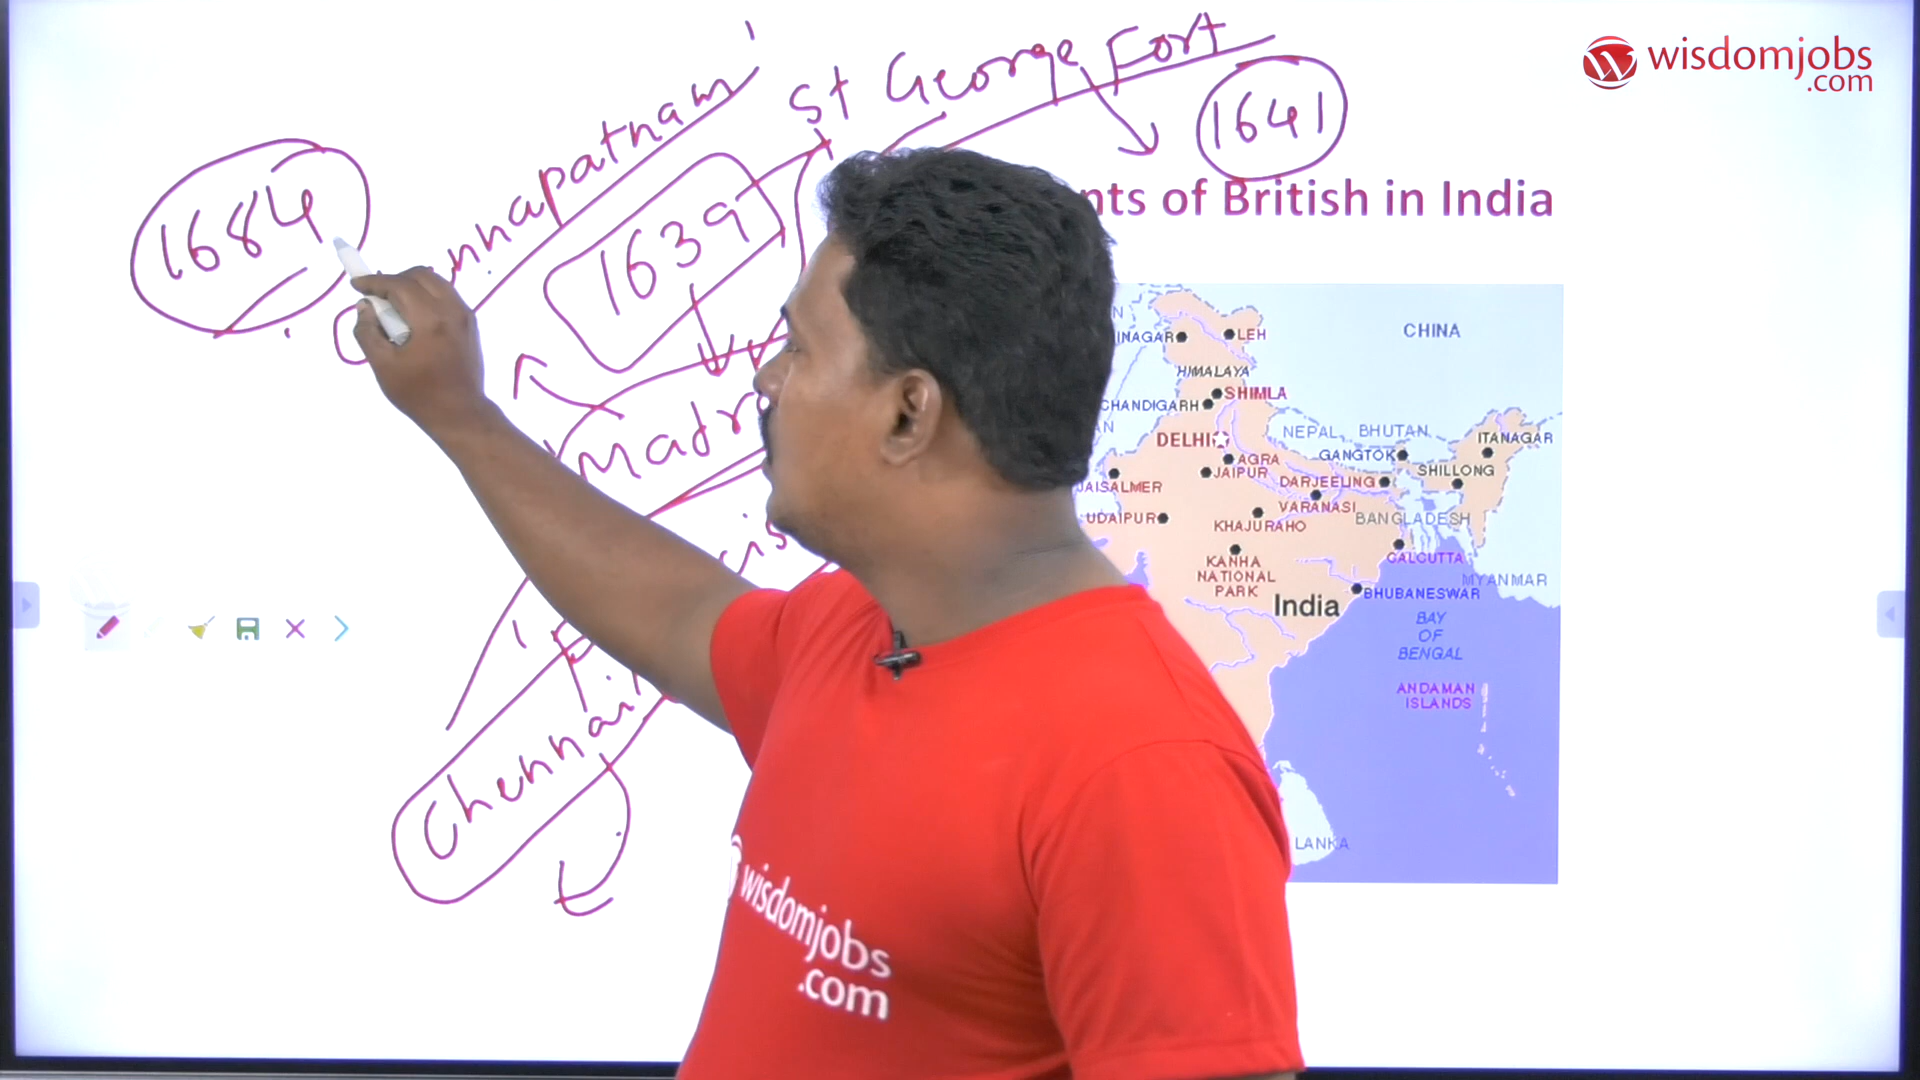 wisdomjobs
.com
St George Fort
1641
nhapatnam
1684
1639
nts of British in India
Madr
Chennai
CHINA
INAGAR
LEH
HIMALAYA
SHIMLA
CHANDIGARH
AN
DELHI
NEPAL
BHUTAN
ITANAGAR
AGRA
GANGTOK
JAIPUR
SHILLONG
JAISALMER
DARJEELING
VARANASI
UDAIPUR
KHAJURAHO
BANGLADESH
KANHA
NATIONAL
PARK
CALCUTTA
MYANMAR
India
BHUBANESWAR
BAY
OF
BENGAL
ANDAMAN
ISLANDS
LANKA
wisdomjobs
.com